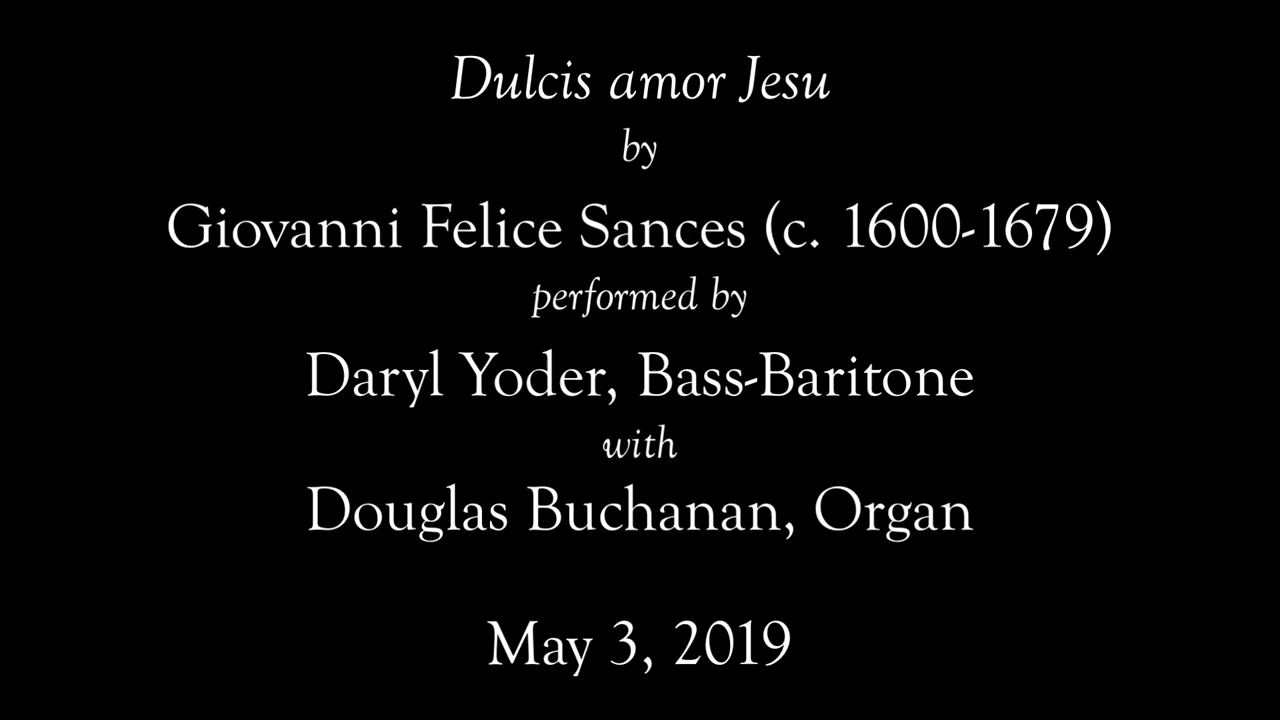 Dulcis amor Jesu
by
Giovanni Felice Sances (c. 1600-1679)
performed by
Daryl Yoder, Bass-Baritone
with
Douglas Buchanan, Organ
May 3, 2019